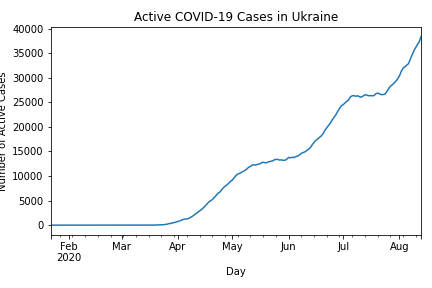 Active COVID-19 Cases in Ukraine
Number of Active Cases
40000
35000
30000
25000
20000
15000
10000
5000
0
Feb Mar Apr May Jun Jul Aug
2020
Day